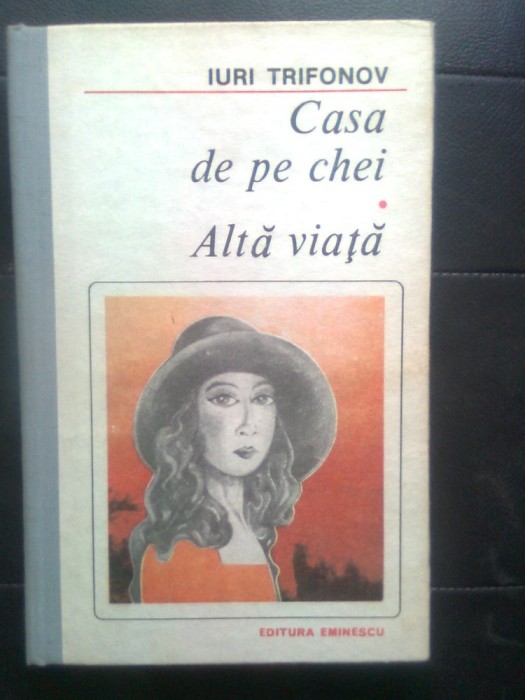 IURI TRIFONOV
Casa
de pe chei
•
Altă viaţă
EDITURA EMINESCU